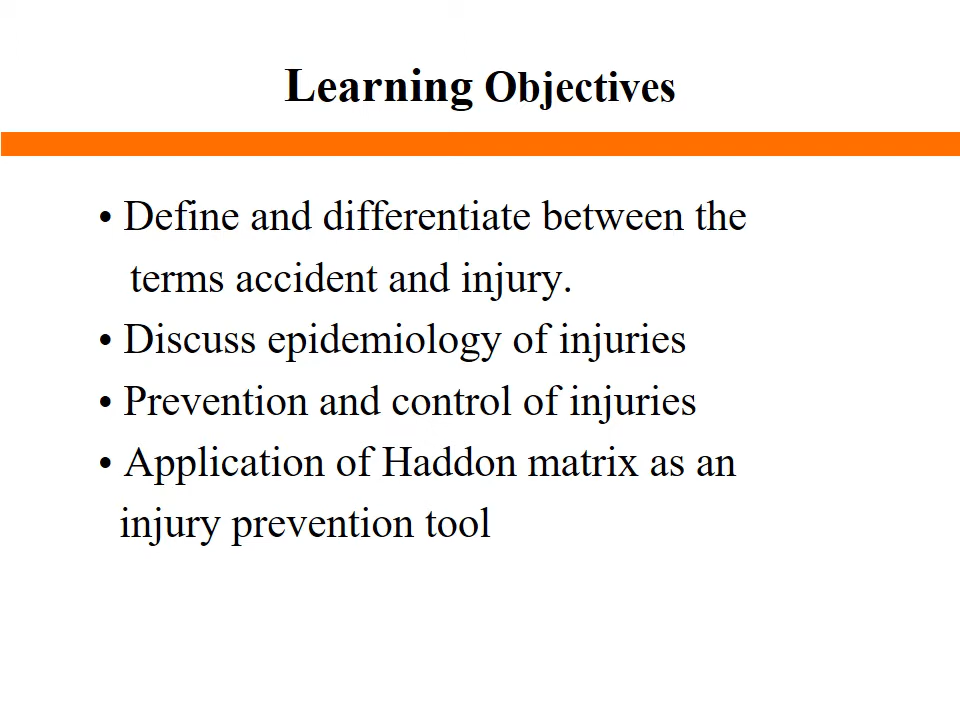 Learning Objectives
• Define and differentiate between the
terms accident and injury.
• Discuss epidemiology of injuries
• Prevention and control of injuries
• Application of Haddon matrix as an
injury prevention tool